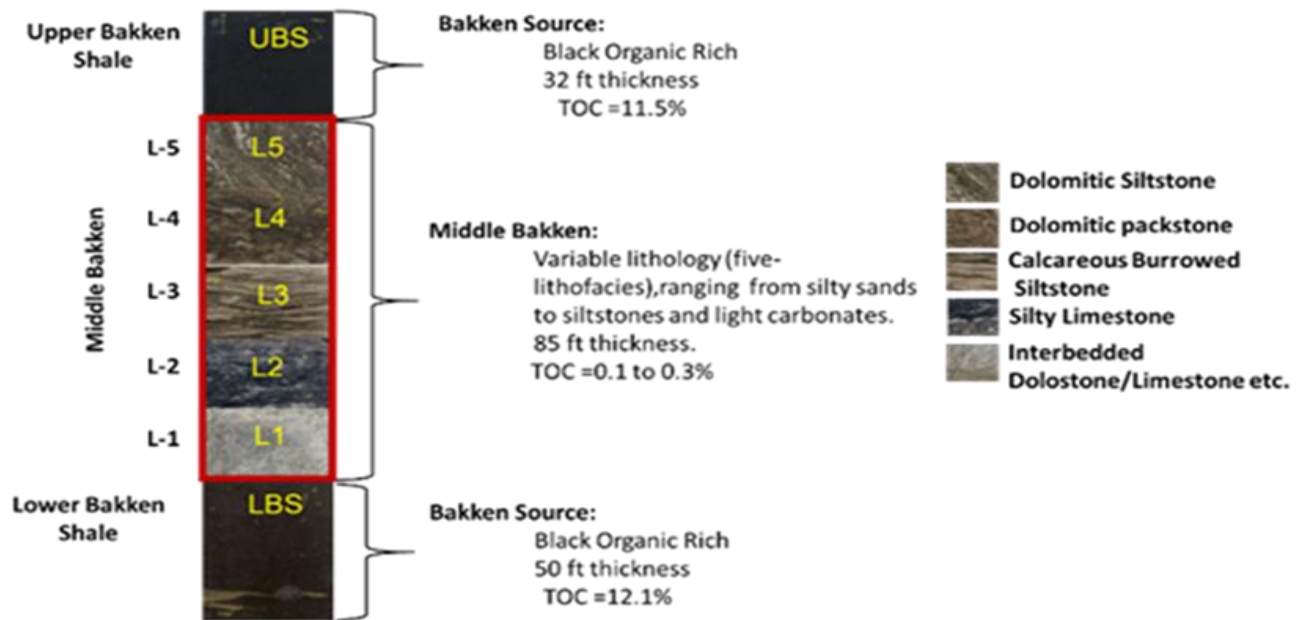 Upper Bakken
Shale
UBS
Bakken Source:
Black Organic Rich
32 ft thickness
TOC =11.5%
Middle Bakken
L-5
L5
L-4
L4
L-3
L3
L-2
L2
L-1
L1
Middle Bakken:
Variable lithology (five-
lithofacies),ranging from silty sands
to siltstones and light carbonates.
85 ft thickness.
TOC =0.1 to 0.3%
Lower Bakken
Shale
LBS
Bakken Source:
Black Organic Rich
50 ft thickness
TOC =12.1%
Dolomitic Siltstone
Dolomitic packstone
Calcareous Burrowed
Siltstone
Silty Limestone
Interbedded
Dolostone/Limestone etc.